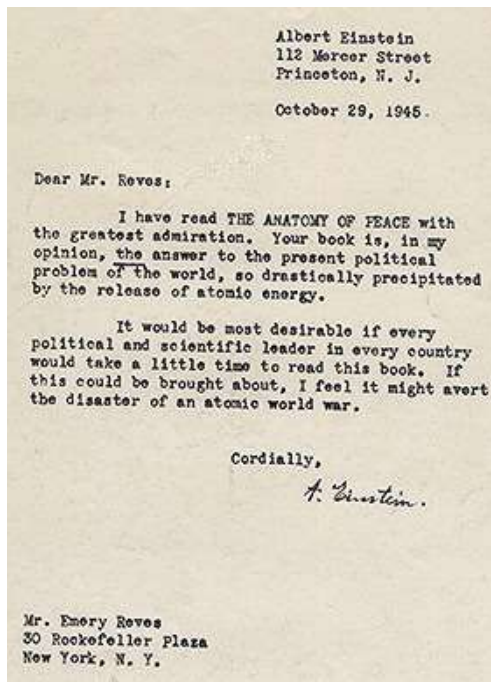 Albert Einstein
112 Mercer Street
Princeton, N. J.
October 29, 1945.
Dear Mr. Reves:
I have read THE ANATOMY OF PEACE with
the greatest admiration. Your book is, in my
opinion, the answer to the present political
problem of the world, so drastically precipitated
by the release of atomic energy.
It would be most desirable if every
political and scientific leader in every country
would take a little time to read this book. If
this could be brought about, I feel it might avert
the disaster of an atomic world war.
Cordially,
A. Einstein.
Mr. Emery Reves
30 Rockefeller Plaza
New York, N. Y.